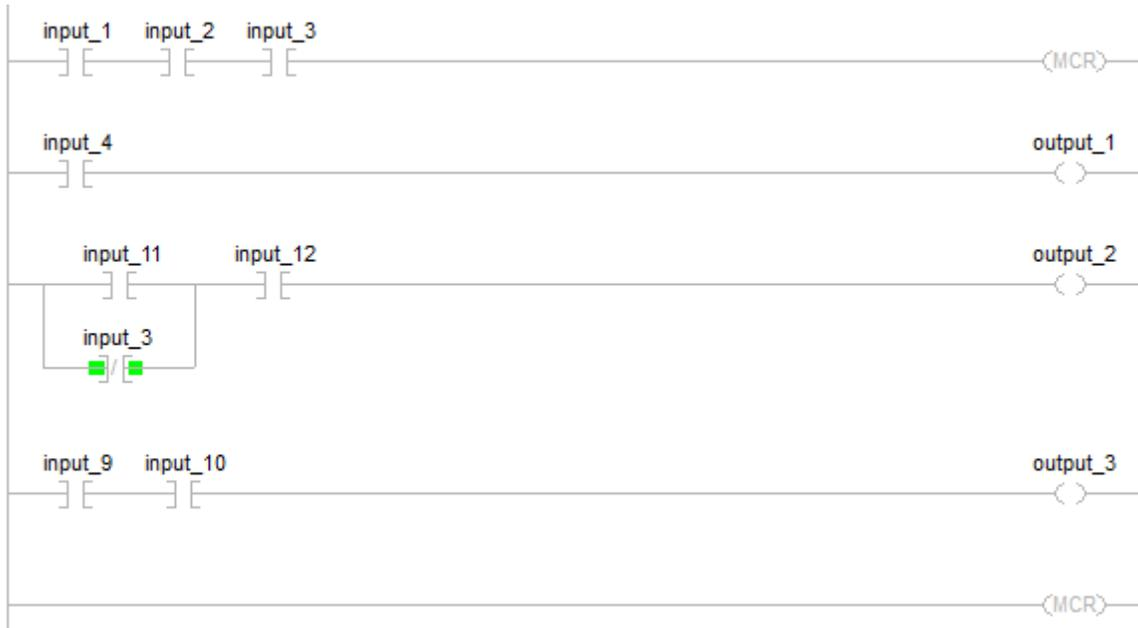 input_1 input_2 input_3
(MCR)
input_4 output_1
input_11 input_12 output_2
input_3
input_9 input_10 output_3
(MCR)